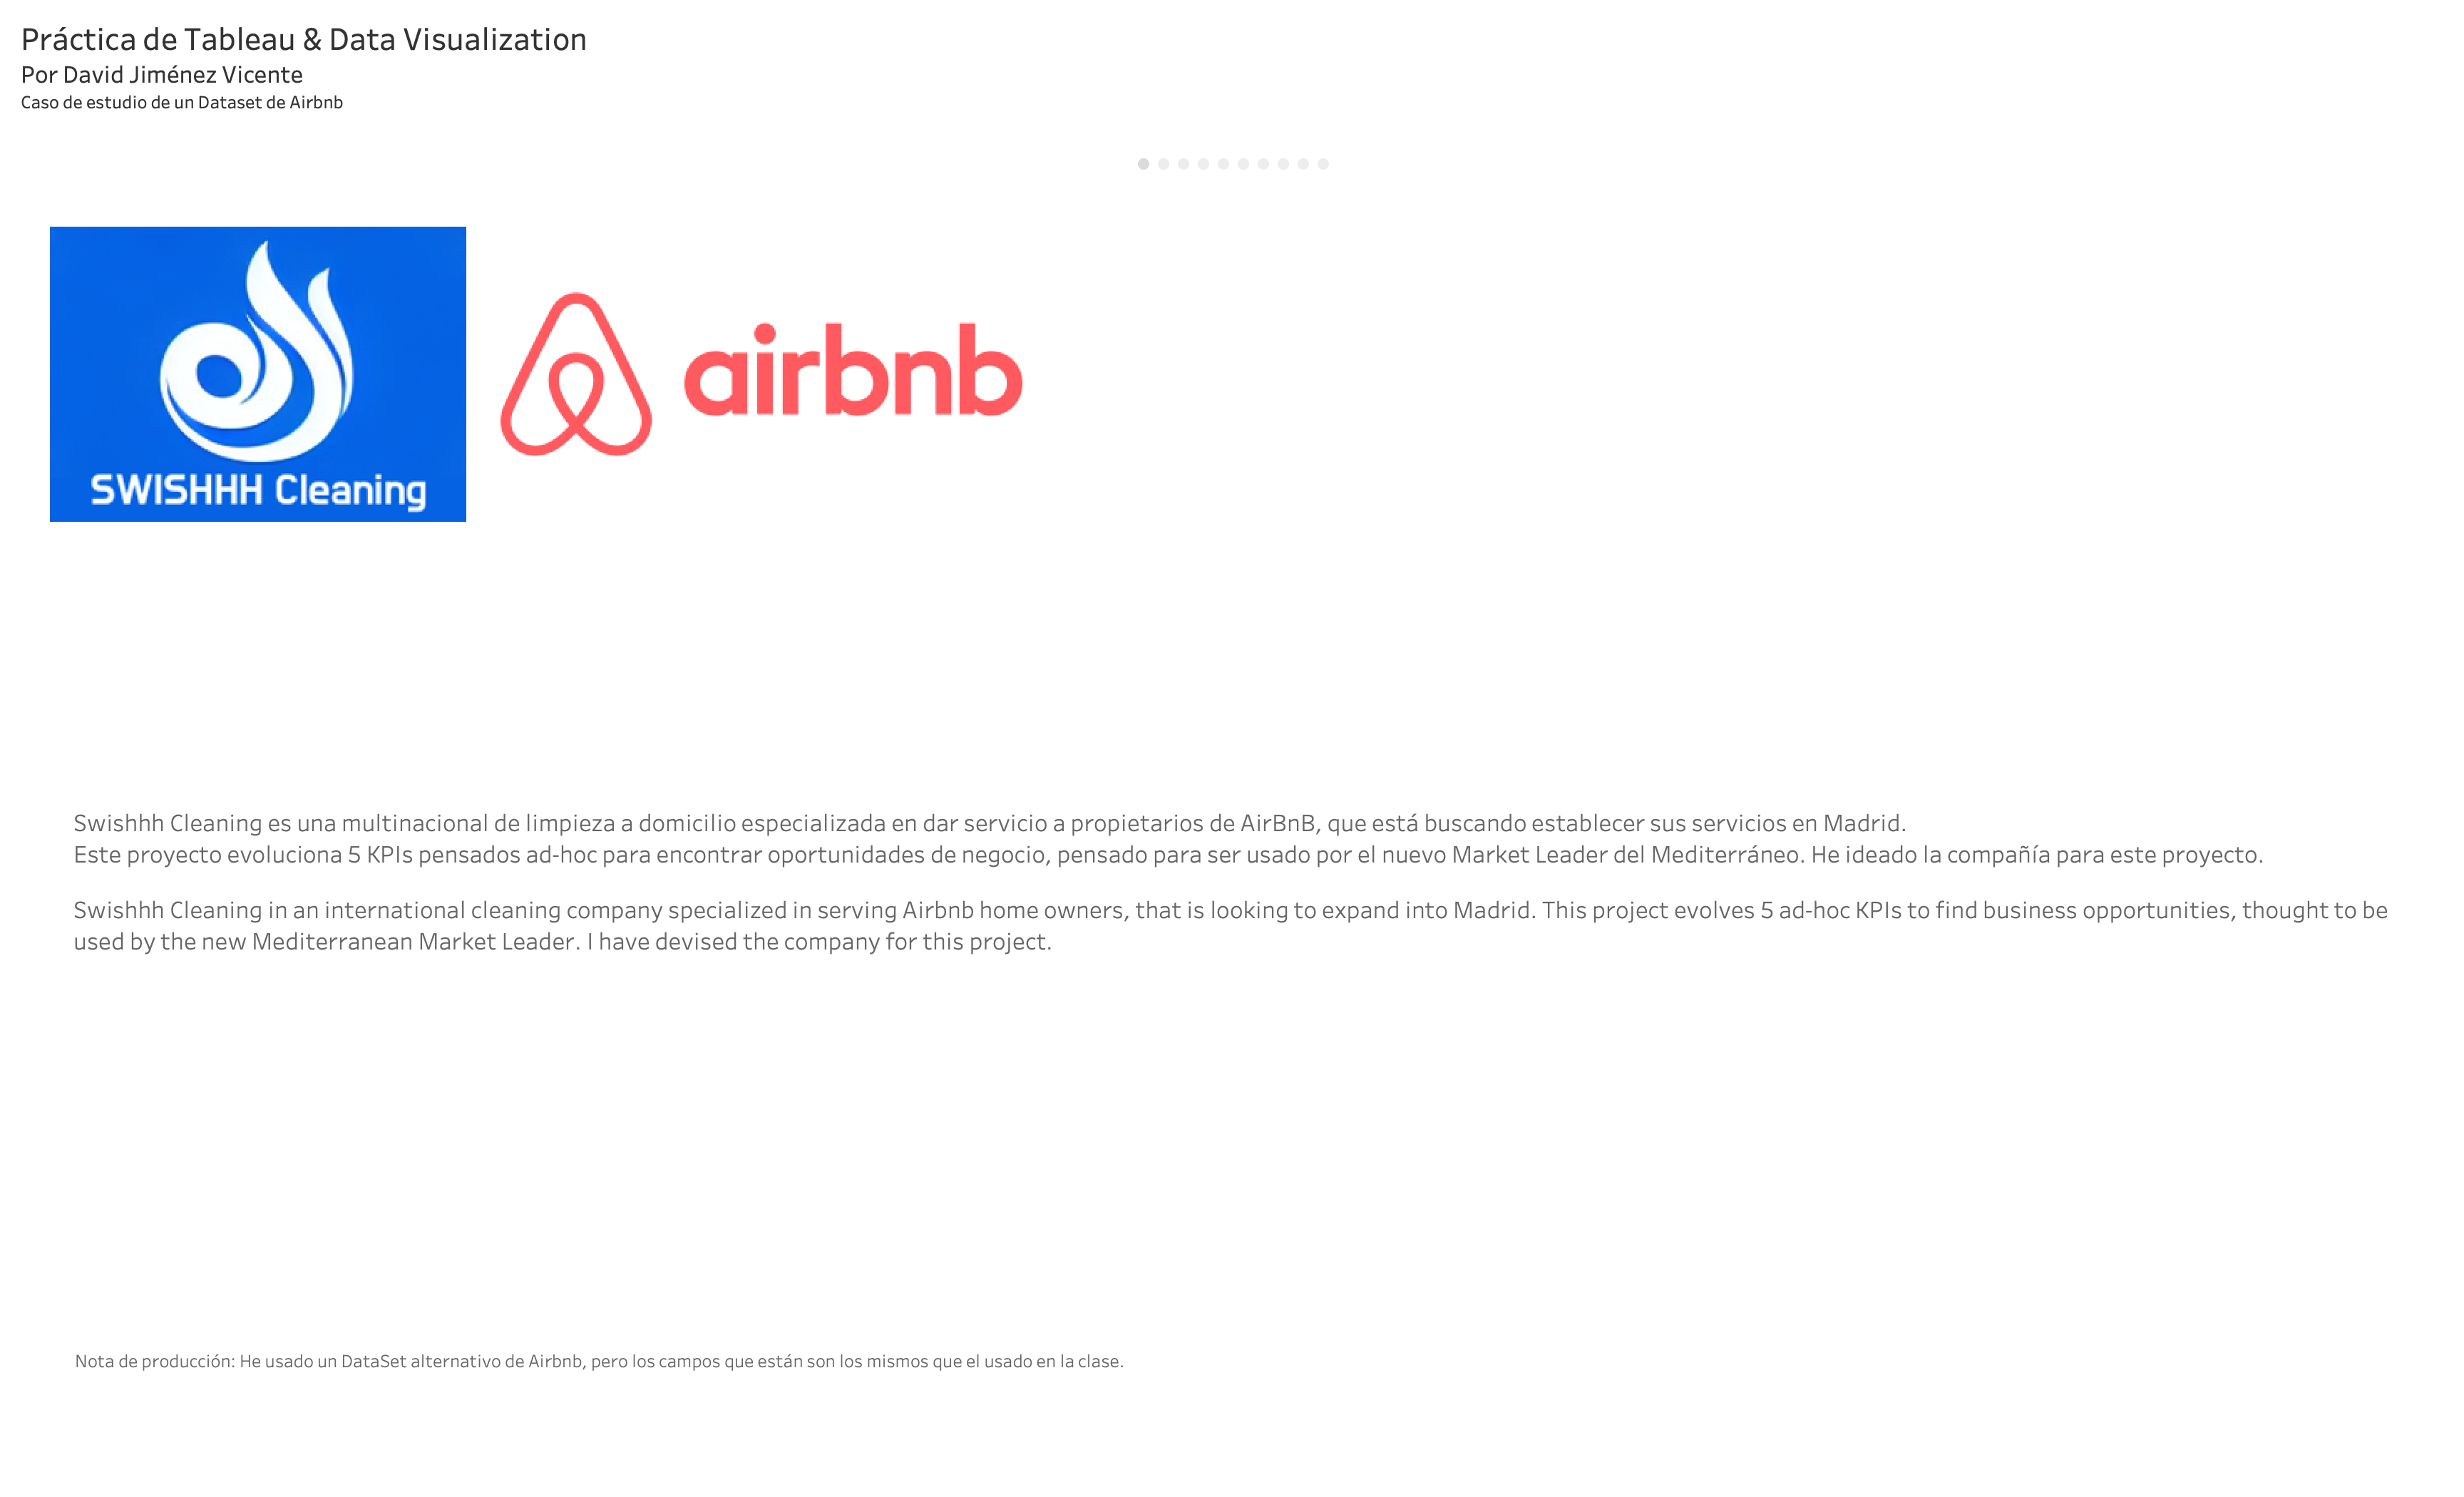 Práctica de Tableau & Data Visualization
Por David Jiménez Vicente
Caso de estudio de un Dataset de Airbnb
SWISHHH Cleaning
airbnb
Swishhh Cleaning es una multinacional de limpieza a domicilio especializada en dar servicio a propietarios de AirBnB, que está buscando establecer sus servicios en Madrid.
Este proyecto evoluciona 5 KPIs pensados ad-hoc para encontrar oportunidades de negocio, pensado para ser usado por el nuevo Market Leader del Mediterráneo. He ideado la compañía para este proyecto.
Swishhh Cleaning in an international cleaning company specialized in serving Airbnb home owners, that is looking to expand into Madrid. This project evolves 5 ad-hoc KPIs to find business opportunities, thought to be
used by the new Mediterranean Market Leader. I have devised the company for this project.
Nota de producción: He usado un DataSet alternativo de Airbnb, pero los campos que están son los mismos que el usado en la clase.